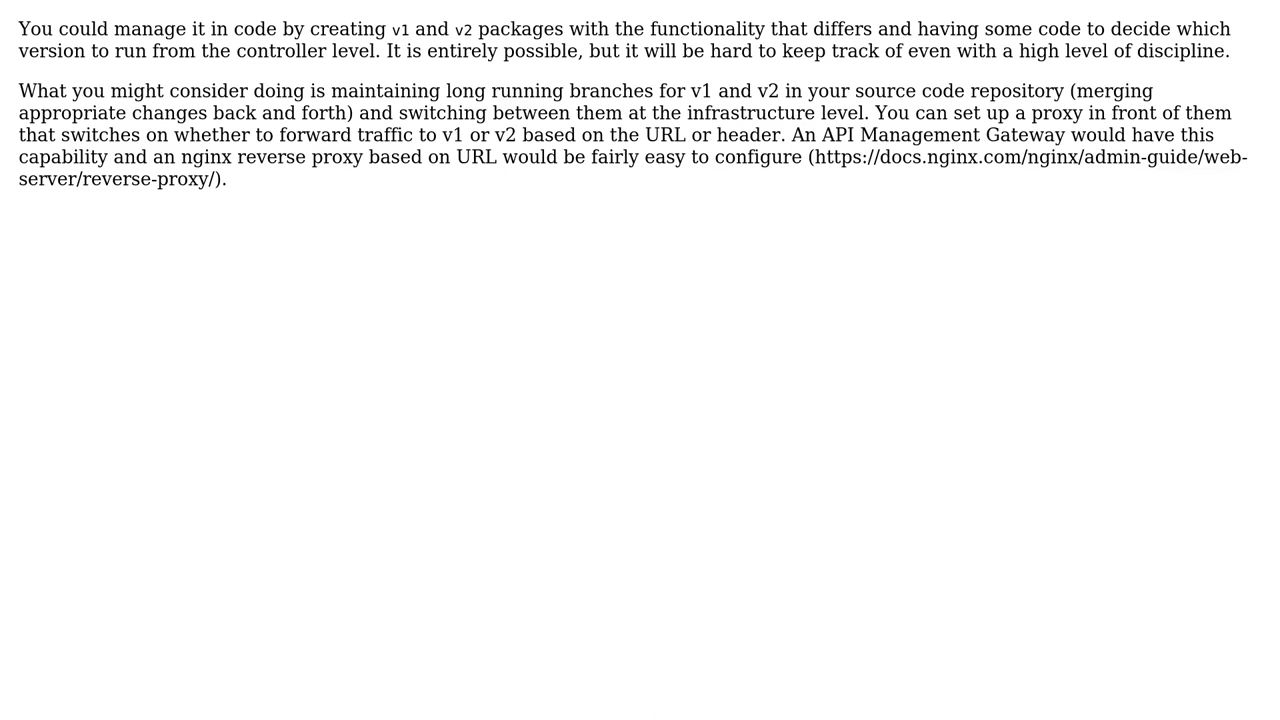 You could manage it in code by creating v1 and v2 packages with the functionality that differs and having some code to decide which
version to run from the controller level. It is entirely possible, but it will be hard to keep track of even with a high level of discipline.
What you might consider doing is maintaining long running branches for v1 and v2 in your source code repository (merging
appropriate changes back and forth) and switching between them at the infrastructure level. You can set up a proxy in front of them
that switches on whether to forward traffic to v1 or v2 based on the URL or header. An API Management Gateway would have this
capability and an nginx reverse proxy based on URL would be fairly easy to configure (https://docs.nginx.com/nginx/admin-guide/web-
server/reverse-proxy/).